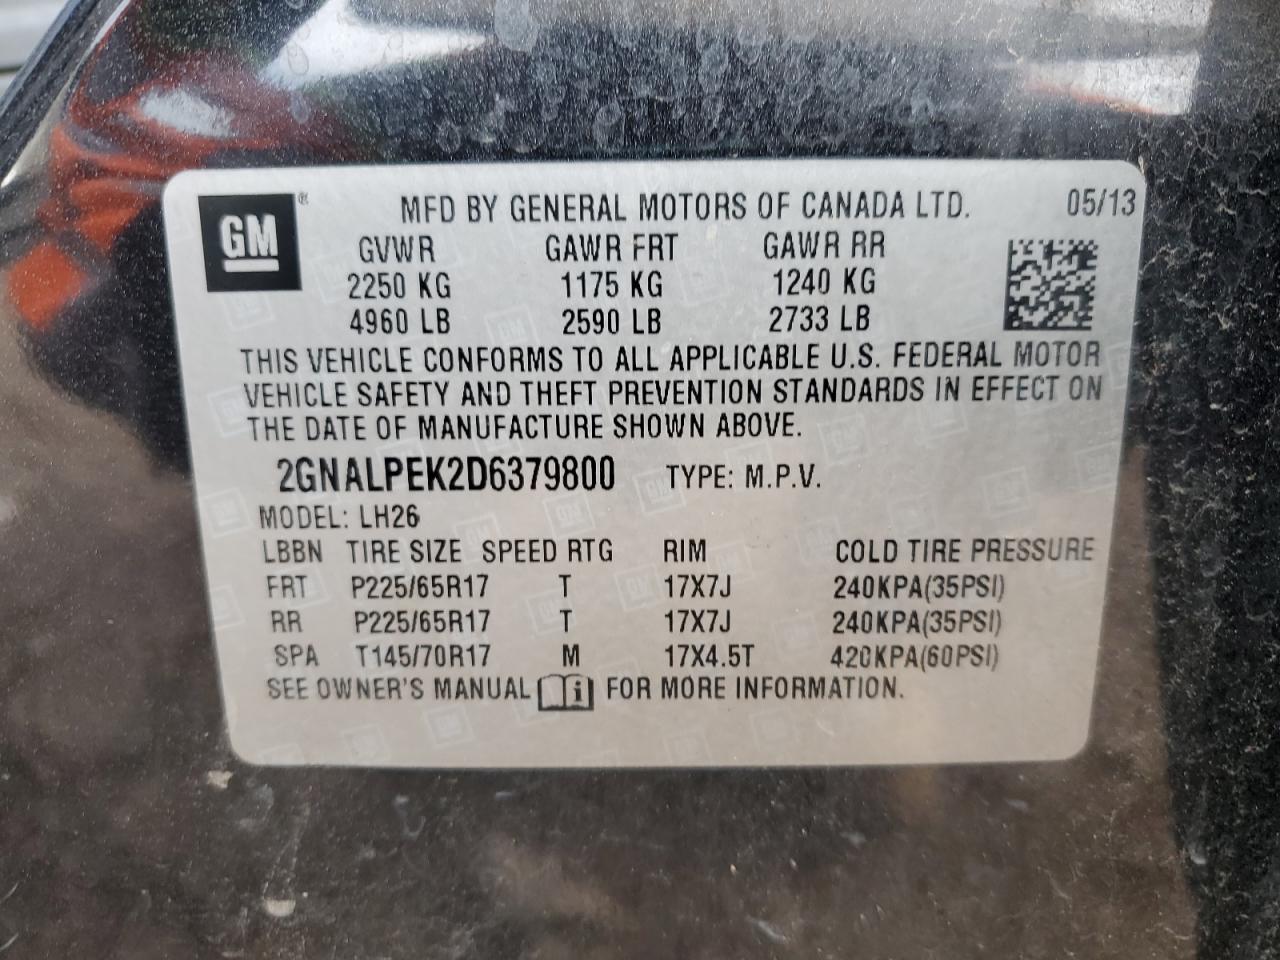 GM ® MFD BY GENERAL MOTORS OF CANADA LTD. 05/13
GVWR GAWR FRT GAWR RR
2250 KG 1175 KG 1240 KG
4960 LB 2590 LB 2733 LB
THIS VEHICLE CONFORMS TO ALL APPLICABLE U.S. FEDERAL MOTOR
VEHICLE SAFETY AND THEFT PREVENTION STANDARDS IN EFFECT ON
THE DATE OF MANUFACTURE SHOWN ABOVE.
2GNALPEK2D6379800 TYPE: M.P.V.
MODEL: LH26
LBBN TIRE SIZE SPEED RTG RIM COLD TIRE PRESSURE
FRT P225/65R17 T 17X7J 240KPA(35PSI)
RR P225/65R17 T 17X7J 240KPA(35PSI)
SPA T145/70R17 M 17X4.5T 420KPA(60PSI)
SEE OWNER'S MANUAL i FOR MORE INFORMATION.